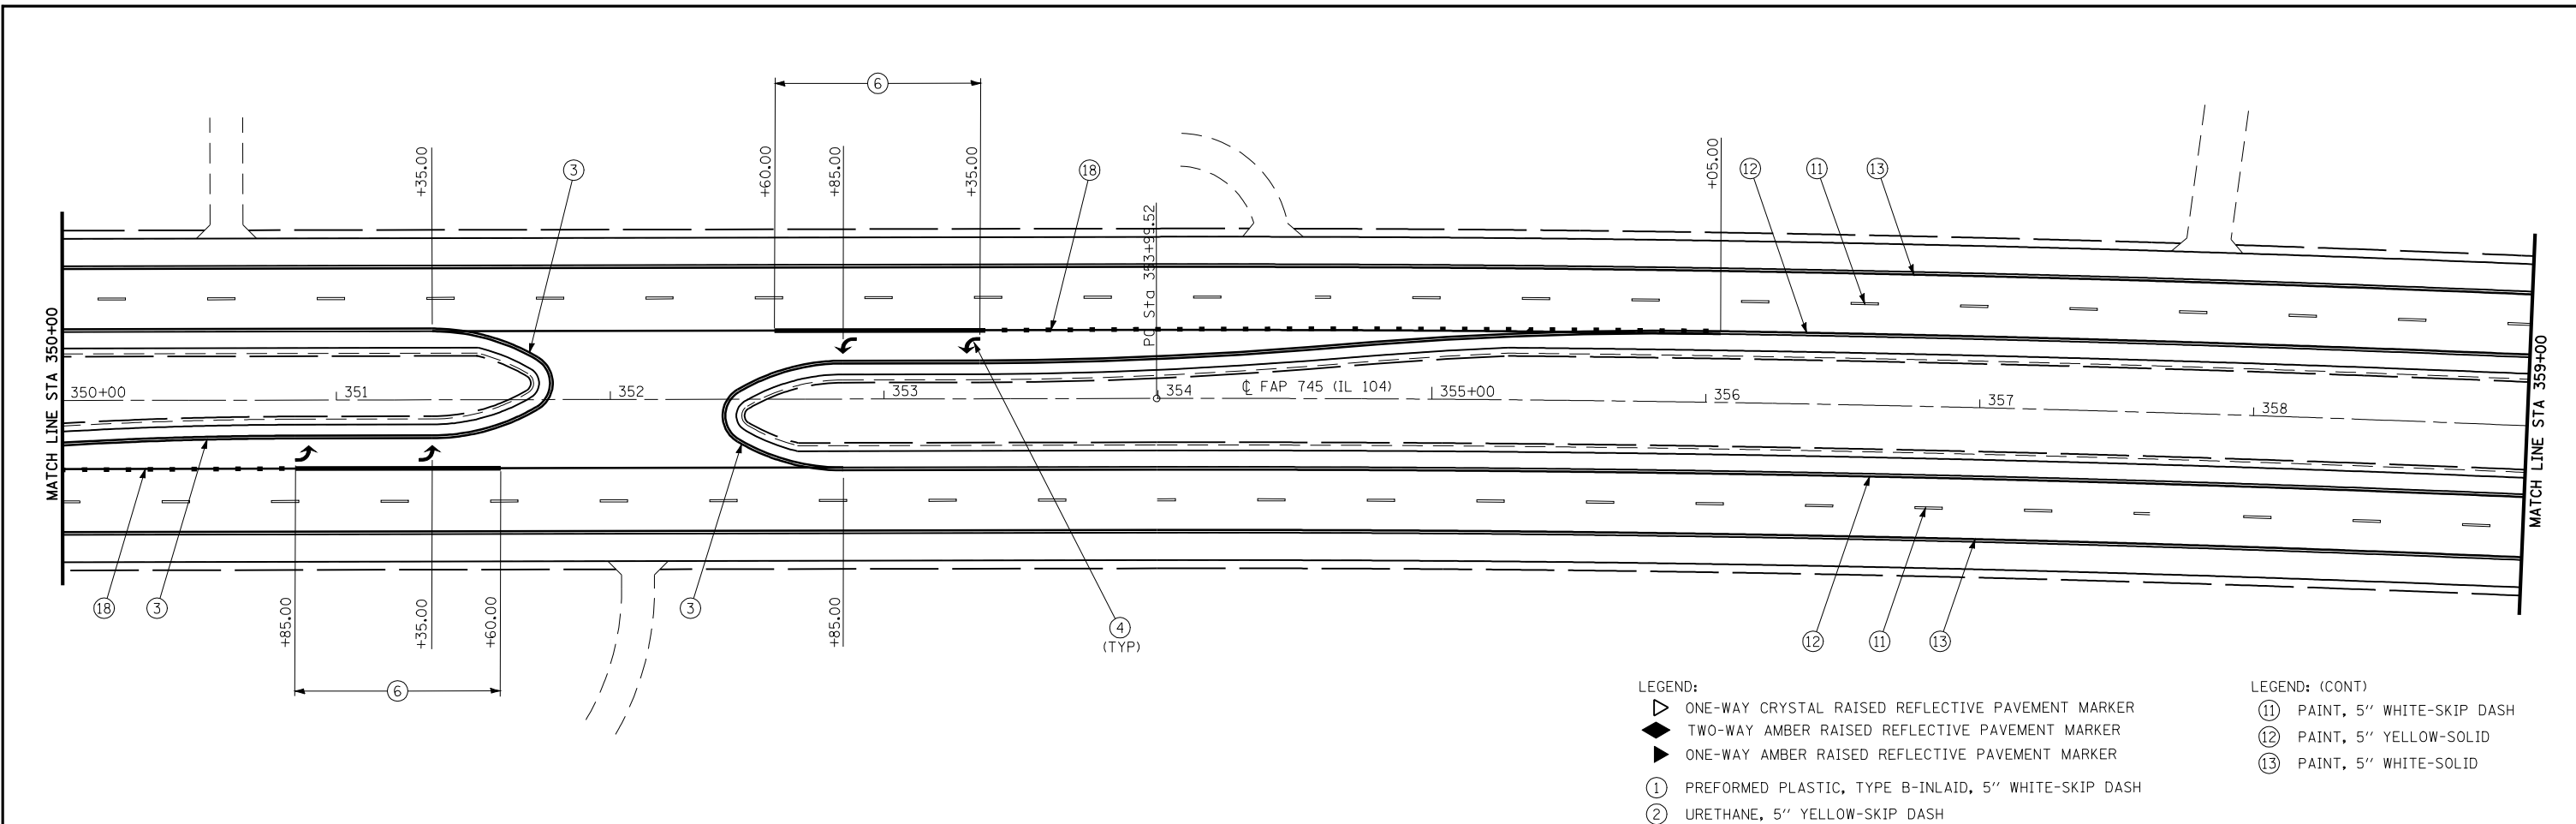 6
+60.00
+85.00
+35.00
+35.00
3
18
PC Sta 353+99.52
+05.00
12
11
13
MATCH LINE STA 350+00
350+00
351
352
353
354
℄ FAP 745 (IL 104)
355+00
356
357
358
MATCH LINE STA 359+00
18
3
+85.00
+35.00
+60.00
3
+85.00
4
(TYP)
12
11
13
6
LEGEND:
ONE-WAY CRYSTAL RAISED REFLECTIVE PAVEMENT MARKER
TWO-WAY AMBER RAISED REFLECTIVE PAVEMENT MARKER
ONE-WAY AMBER RAISED REFLECTIVE PAVEMENT MARKER
1 PREFORMED PLASTIC, TYPE B-INLAID, 5" WHITE-SKIP DASH
2 URETHANE, 5" YELLOW-SKIP DASH
LEGEND: (CONT)
11 PAINT, 5" WHITE-SKIP DASH
12 PAINT, 5" YELLOW-SOLID
13 PAINT, 5" WHITE-SOLID